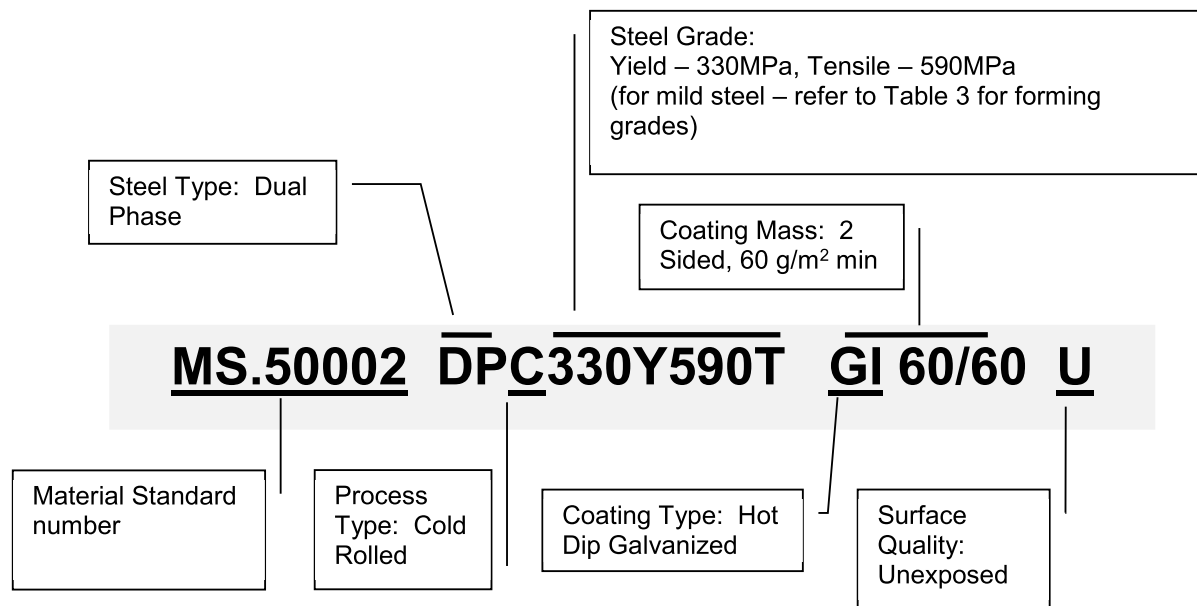 Steel Grade:
Yield – 330MPa, Tensile – 590MPa
(for mild steel – refer to Table 3 for forming
grades)
Steel Type:  Dual
Phase
Coating Mass:  2
Sided, 60 g/m² min
MS.50002  DPC330Y590T  GI 60/60  U
Material Standard
number
Process
Type:  Cold
Rolled
Coating Type:  Hot
Dip Galvanized
Surface
Quality:
Unexposed